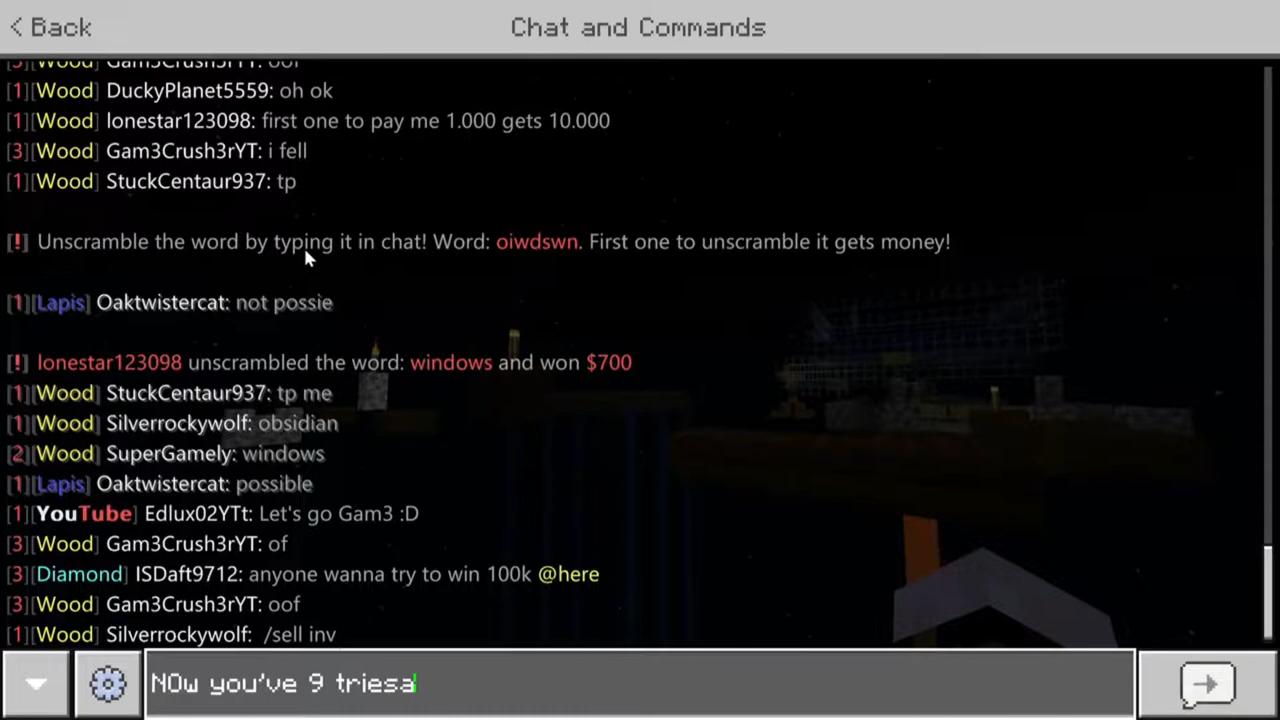 Back
Chat and Commands
[3][Wood] Gam3Crush3rYT: oof
[1][Wood] DuckyPlanet5559: oh ok
[1][Wood] lonestar123098: first one to pay me 1.000 gets 10.000
[3][Wood] Gam3Crush3rYT: i fell
[1][Wood] StuckCentaur937: tp
[!] Unscramble the word by typing it in chat! Word: oiwdswn. First one to unscramble it gets money!
[1][Lapis] Oaktwistercat: not possie
[!] lonestar123098 unscrambled the word: windows and won $700
[1][Wood] StuckCentaur937: tp me
[1][Wood] Silverrockywolf: obsidian
[2][Wood] SuperGamely: windows
[1][Lapis] Oaktwistercat: possible
[1][YouTube] Edlux02YTt: Let's go Gam3 :D
[3][Wood] Gam3Crush3rYT: of
[3][Diamond] ISDaft9712: anyone wanna try to win 100k @here
[3][Wood] Gam3Crush3rYT: oof
[1][Wood] Silverrockywolf: /sell inv
NOw you've 9 triesa